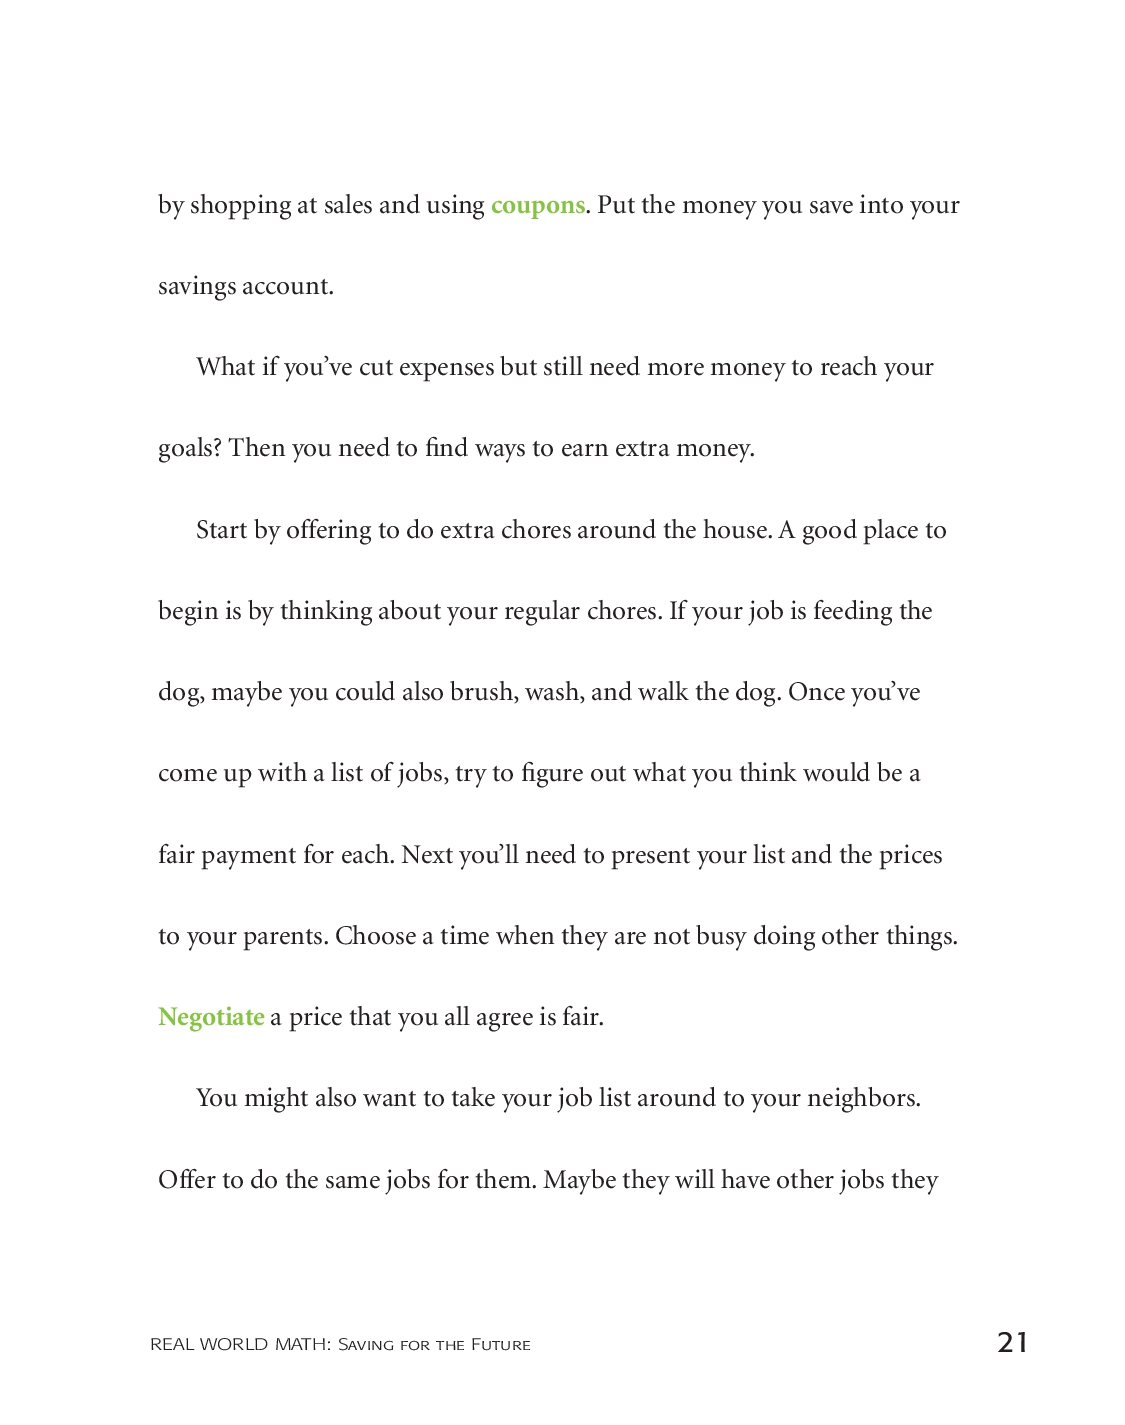 by shopping at sales and using coupons. Put the money you save into your
savings account.
What if you’ve cut expenses but still need more money to reach your
goals? Then you need to find ways to earn extra money.
Start by offering to do extra chores around the house. A good place to
begin is by thinking about your regular chores. If your job is feeding the
dog, maybe you could also brush, wash, and walk the dog. Once you’ve
come up with a list of jobs, try to figure out what you think would be a
fair payment for each. Next you’ll need to present your list and the prices
to your parents. Choose a time when they are not busy doing other things.
Negotiate a price that you all agree is fair.
You might also want to take your job list around to your neighbors.
Offer to do the same jobs for them. Maybe they will have other jobs they
REAL WORLD MATH: Saving for the Future 21